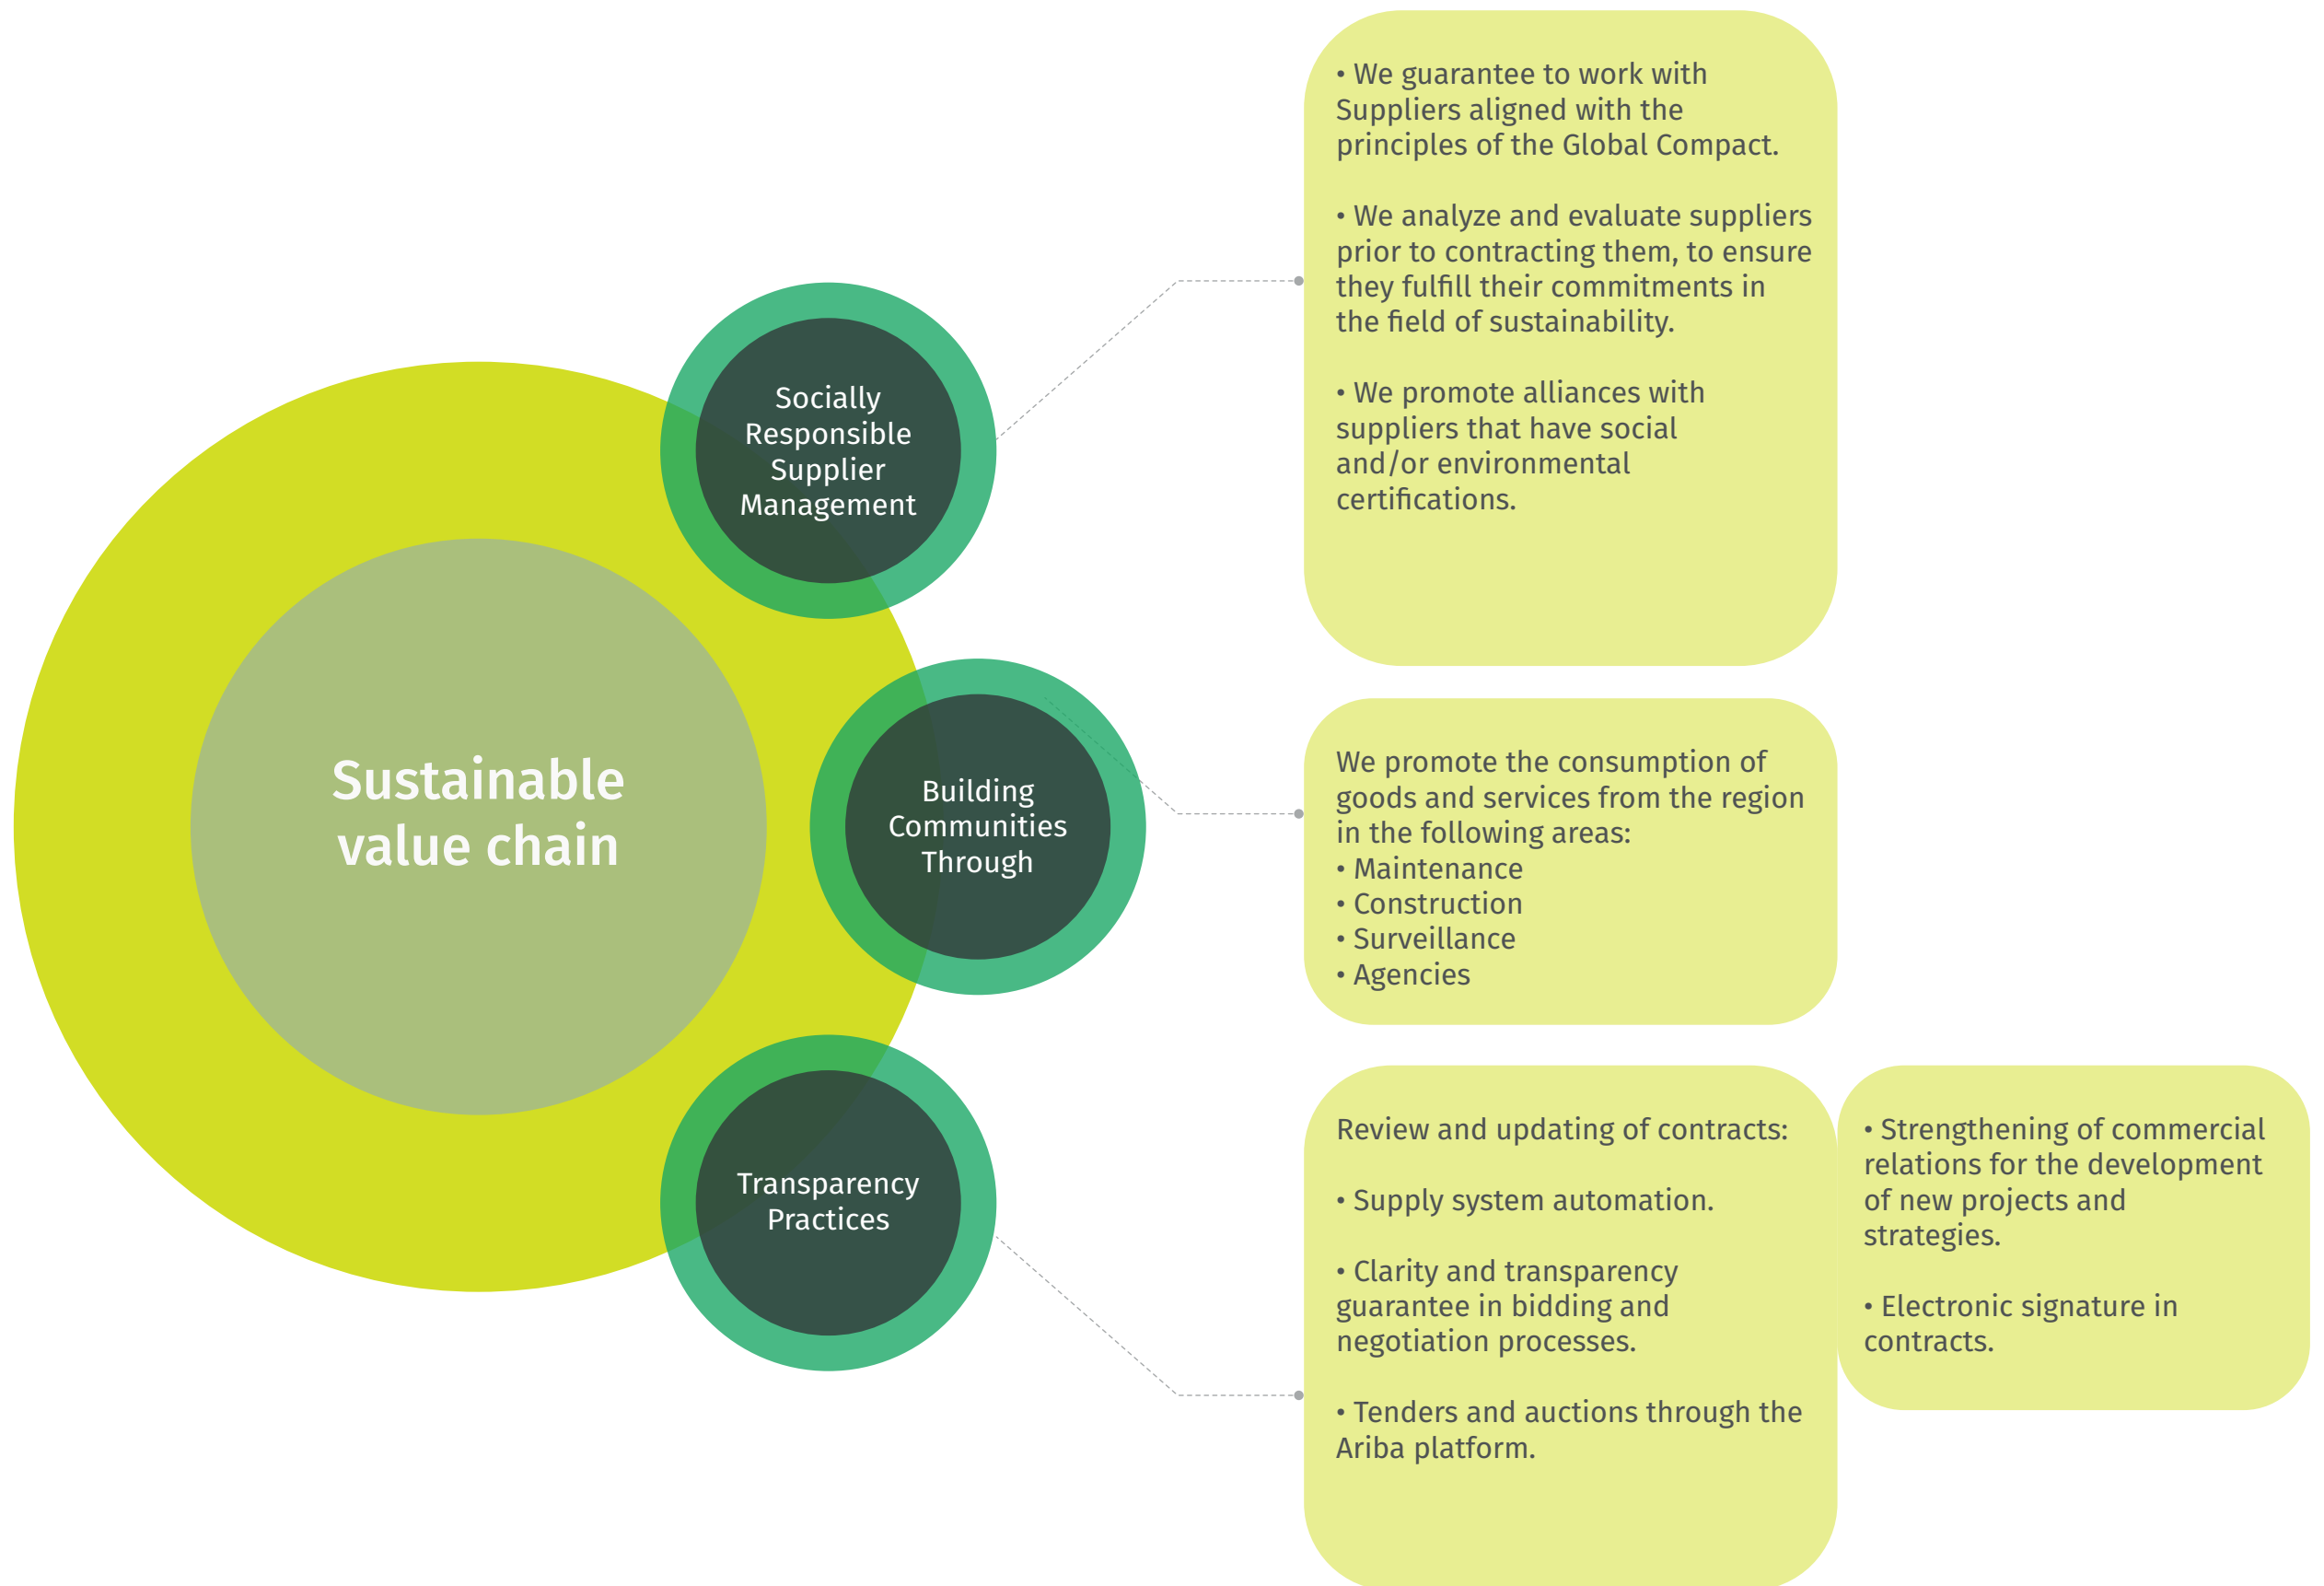 Sustainable
value chain
Socially
Responsible
Supplier
Management
• We guarantee to work with
Suppliers aligned with the
principles of the Global Compact.
• We analyze and evaluate suppliers
prior to contracting them, to ensure
they fulfill their commitments in
the field of sustainability.
• We promote alliances with
suppliers that have social
and/or environmental
certifications.
Building
Communities
Through
We promote the consumption of
goods and services from the region
in the following areas:
• Maintenance
• Construction
• Surveillance
• Agencies
Transparency
Practices
Review and updating of contracts:
• Supply system automation.
• Clarity and transparency
guarantee in bidding and
negotiation processes.
• Tenders and auctions through the
Ariba platform.
• Strengthening of commercial
relations for the development
of new projects and
strategies.
• Electronic signature in
contracts.